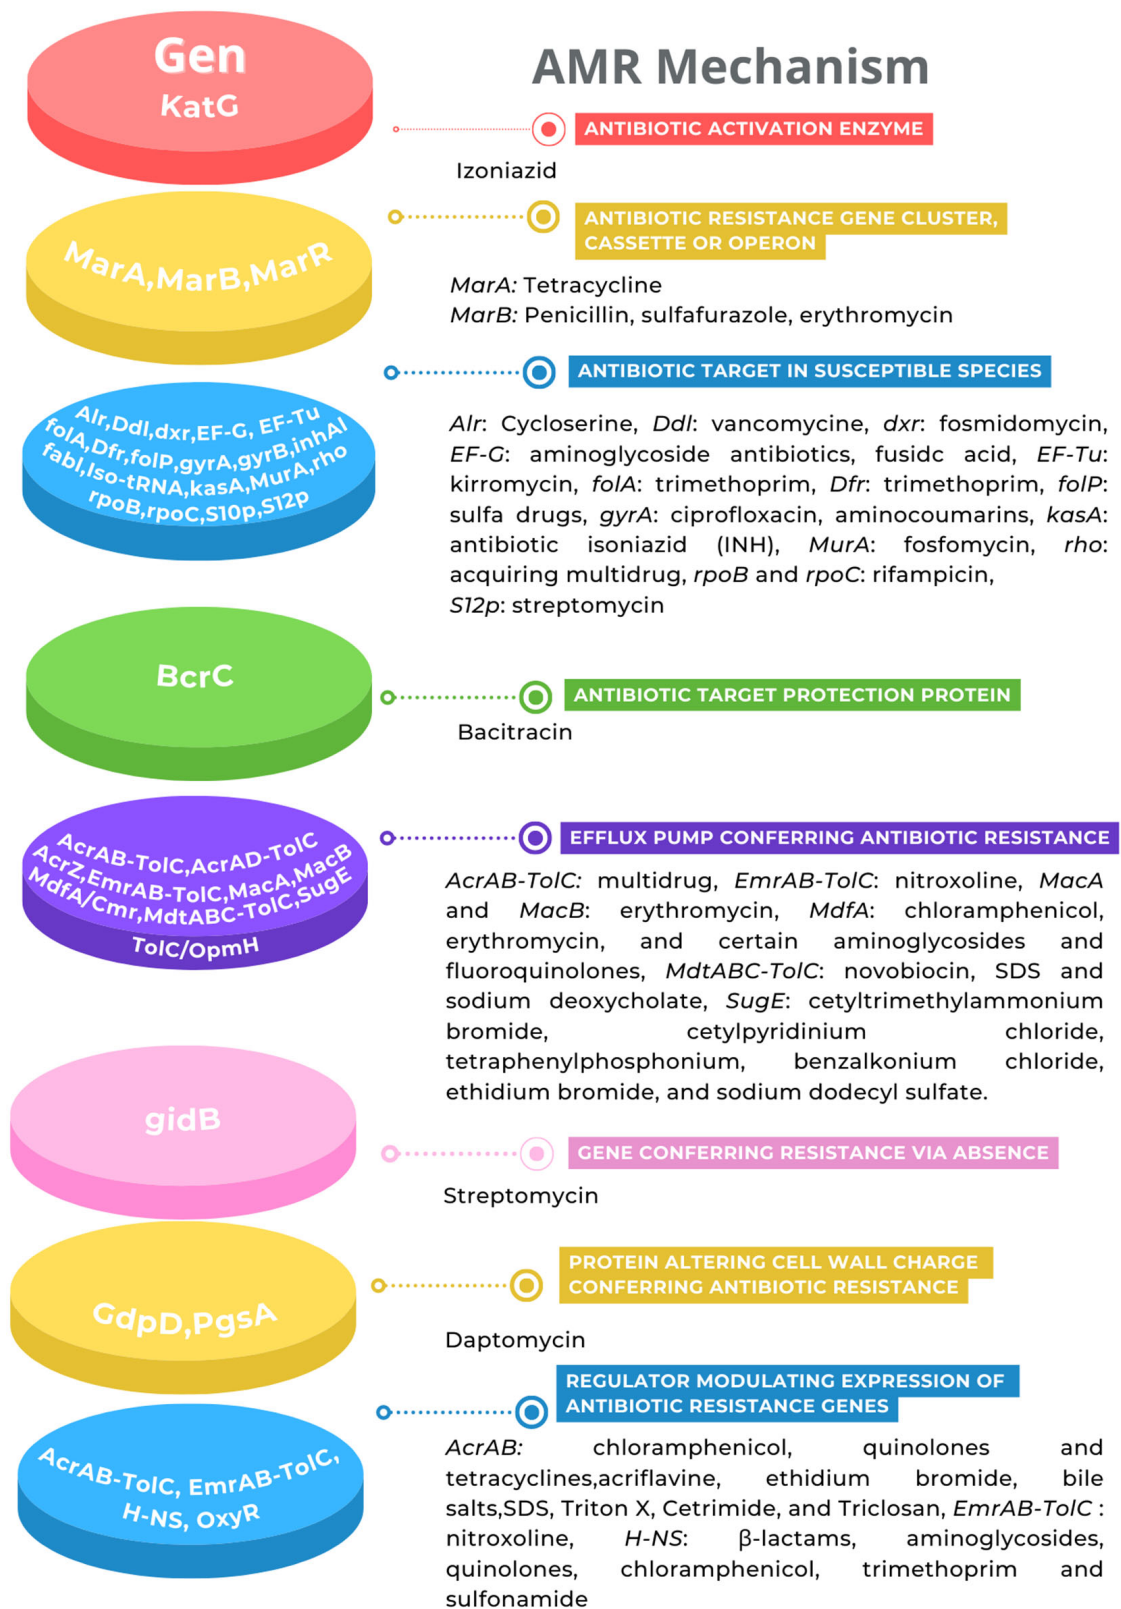 Gen
KatG
AMR Mechanism
ANTIBIOTIC ACTIVATION ENZYME
Izoniazid
MarA,MarB,MarR
ANTIBIOTIC RESISTANCE GENE CLUSTER,
CASSETTE OR OPERON
MarA: Tetracycline
MarB: Penicillin, sulfafurazole, erythromycin
Alr,Ddl,dxr,EF-G, EF-Tu
folA,Dfr,folP,gyrA,gyrB,inhAl
fabI,Iso-tRNA,kasA,MurA,rho
rpoB,rpoC,S10p,S12p
ANTIBIOTIC TARGET IN SUSCEPTIBLE SPECIES
Alr: Cycloserine, Ddl: vancomycine, dxr: fosmidomycin,
EF-G: aminoglycoside antibiotics, fusidc acid, EF-Tu:
kirromycin, folA: trimethoprim, Dfr: trimethoprim, folP:
sulfa drugs, gyrA: ciprofloxacin, aminocoumarins, kasA:
antibiotic isoniazid (INH), MurA: fosfomycin, rho:
acquiring multidrug, rpoB and rpoC: rifampicin,
S12p: streptomycin
BcrC
ANTIBIOTIC TARGET PROTECTION PROTEIN
Bacitracin
AcrAB-TolC,AcrAD-TolC
AcrZ,EmrAB-TolC,MacA,MacB
MdfA/Cmr,MdtABC-TolC,SugE
TolC/OpmH
EFFLUX PUMP CONFERRING ANTIBIOTIC RESISTANCE
AcrAB-TolC: multidrug, EmrAB-TolC: nitroxoline, MacA
and MacB: erythromycin, MdfA: chloramphenicol,
erythromycin, and certain aminoglycosides and
fluoroquinolones, MdtABC-TolC: novobiocin, SDS and
sodium deoxycholate, SugE: cetyltrimethylammonium
bromide, cetylpyridinium chloride,
tetraphenylphosphonium, benzalkonium chloride,
ethidium bromide, and sodium dodecyl sulfate.
gidB
GENE CONFERRING RESISTANCE VIA ABSENCE
Streptomycin
GdpD,PgsA
PROTEIN ALTERING CELL WALL CHARGE
CONFERRING ANTIBIOTIC RESISTANCE
Daptomycin
AcrAB-TolC, EmrAB-TolC,
H-NS, OxyR
REGULATOR MODULATING EXPRESSION OF
ANTIBIOTIC RESISTANCE GENES
AcrAB: chloramphenicol, quinolones and
tetracyclines,acriflavine, ethidium bromide, bile
salts,SDS, Triton X, Cetrimide, and Triclosan, EmrAB-TolC :
nitroxoline, H-NS: β-lactams, aminoglycosides,
quinolones, chloramphenicol, trimethoprim and
sulfonamide